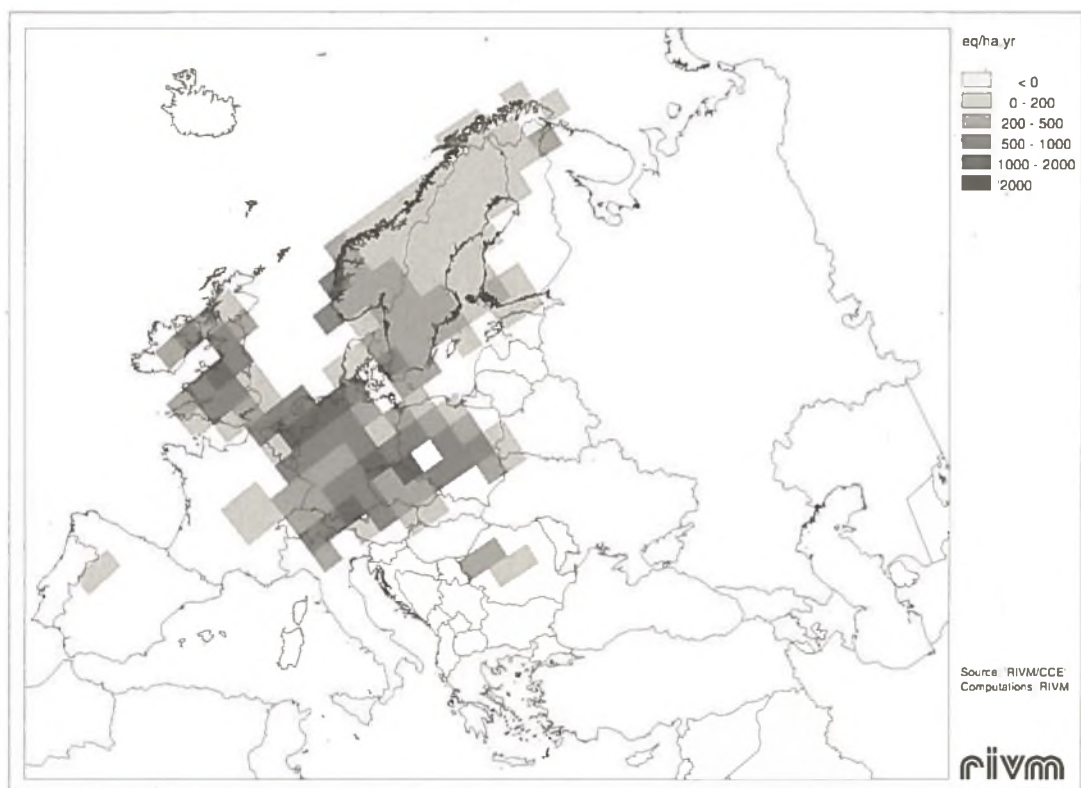 eq/ha.yr
< 0
0 - 200
200 - 500
500 - 1000
1000 - 2000
2000
Source RIVM/CCE
Computations RIVM
rivm